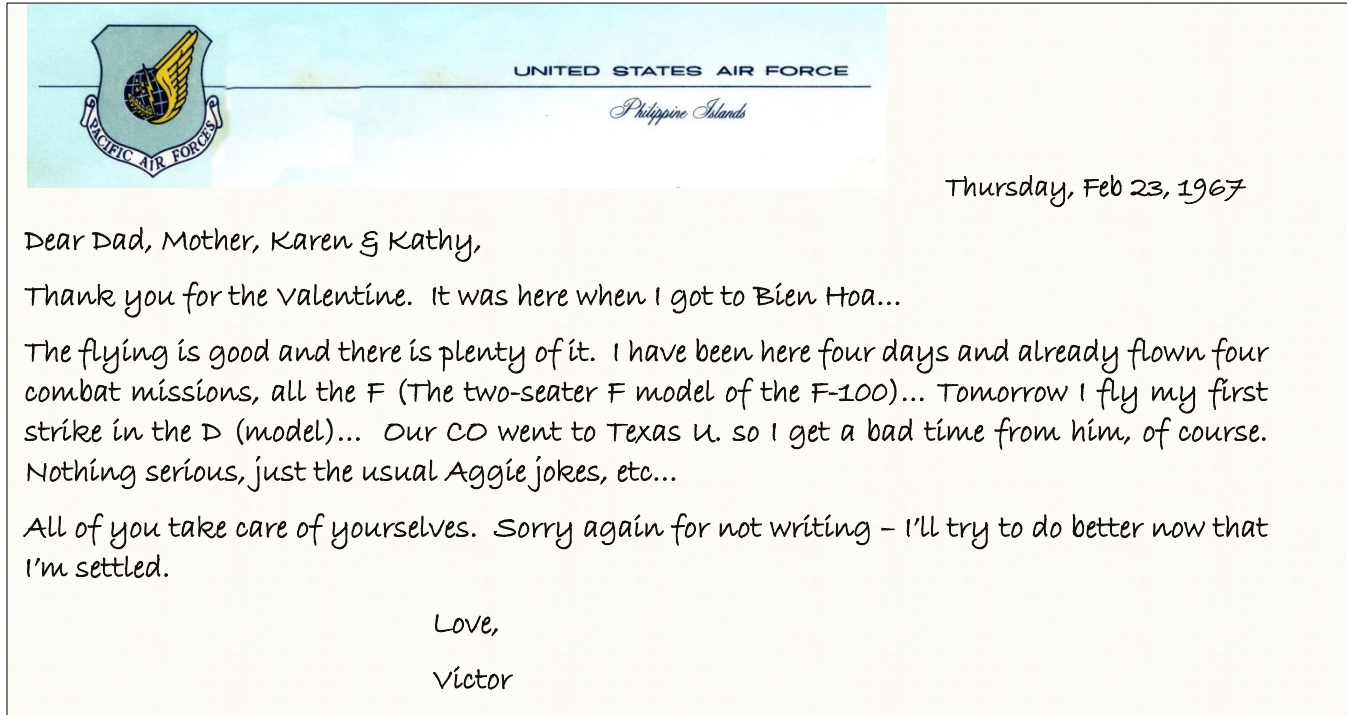 UNITED STATES AIR FORCE
Philippine Islands
PACIFIC AIR FORCES
Thursday, Feb 23, 1967
Dear Dad, Mother, Karen & Kathy,
Thank you for the Valentine. It was here when I got to Bien Hoa...
The flying is good and there is plenty of it. I have been here four days and already flown four
combat missions, all the F (The two-seater F model of the F-100)... Tomorrow I fly my first
strike in the D (model)... Our CO went to Texas U. so I get a bad time from him, of course.
Nothing serious, just the usual Aggie jokes, etc...
All of you take care of yourselves. Sorry again for not writing – I'll try to do better now that
I'm settled.
Love,
Victor